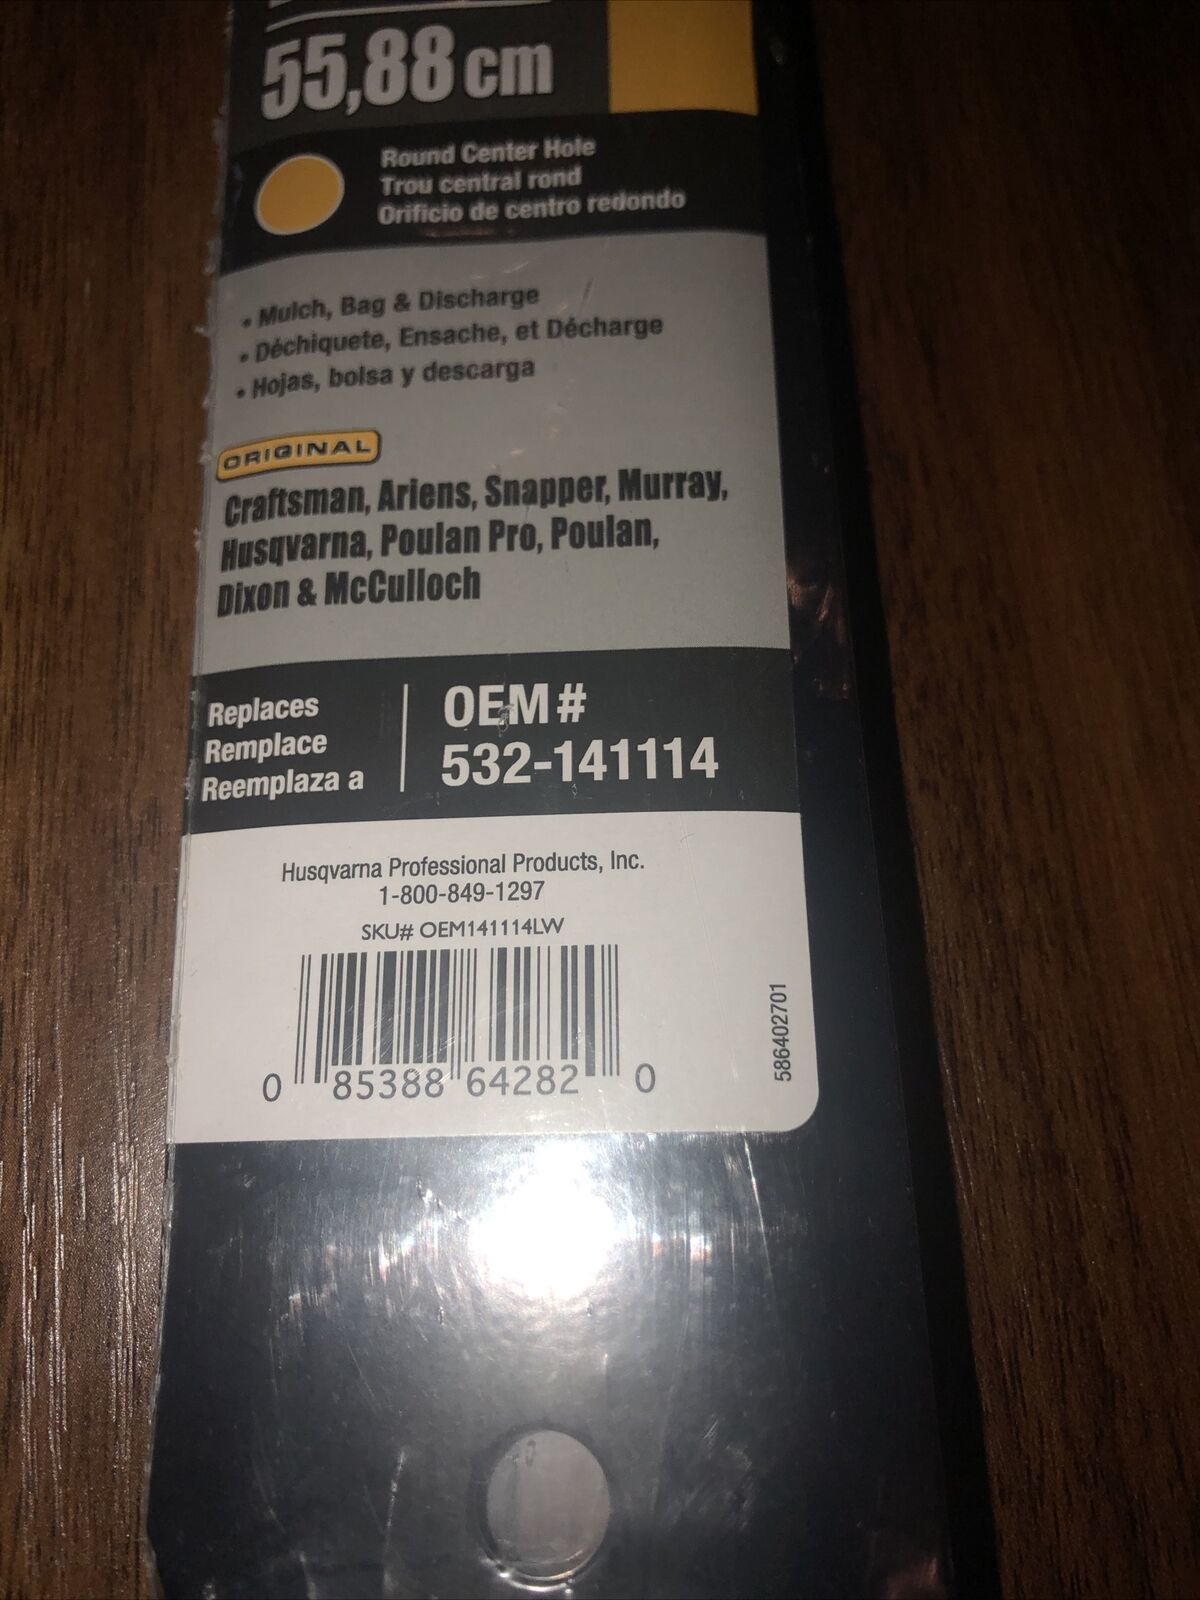 55,88 cm
Round Center Hole
Trou central rond
Orificio de centro redondo
• Mulch, Bag & Discharge
• Déchiquete, Ensache, et Décharge
• Hojas, bolsa y descarga
ORIGINAL
Craftsman, Ariens, Snapper, Murray,
Husqvarna, Poulan Pro, Poulan,
Dixon & McCulloch
Replaces
Remplace
Reemplaza a
OEM#
532-141114
Husqvarna Professional Products, Inc.
1-800-849-1297
SKU# OEM141114LW
0 85388 64282 0
586402701